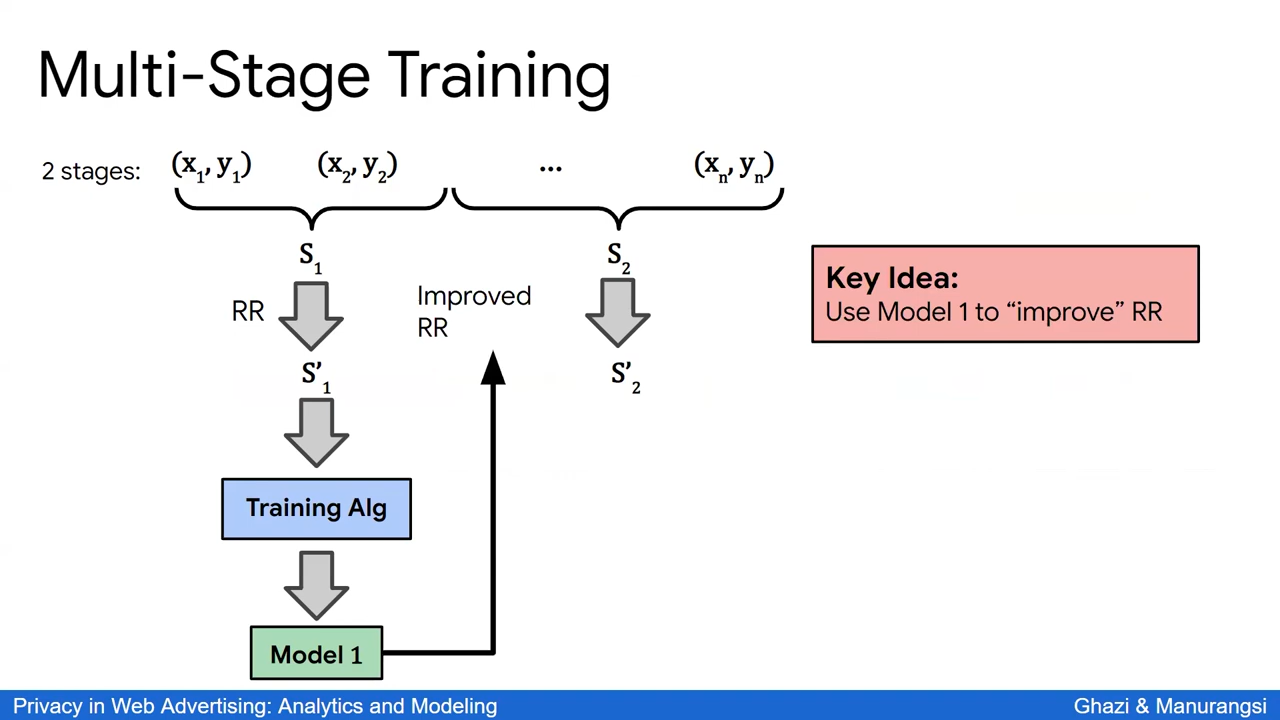 Multi-Stage Training
2 stages: (x₁, y₁) (x₂, y₂) ... (xₙ, yₙ)
S₁ S₂
RR
Improved
RR
Key Idea:
Use Model 1 to “improve” RR
S’₁ S’₂
Training Alg
Model 1
Privacy in Web Advertising: Analytics and Modeling Ghazi & Manurangsi